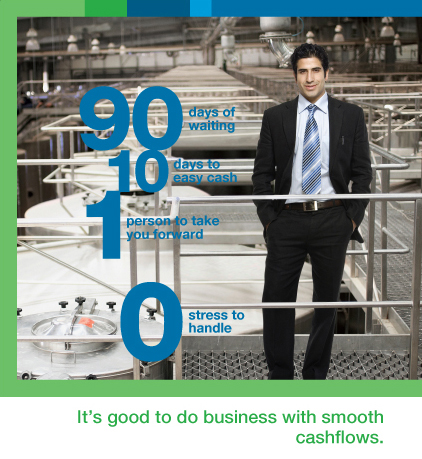 90 days of
waiting
10 days to
easy cash
1 person to take
you forward
0 stress to
handle
It's good to do business with smooth
cashflows.